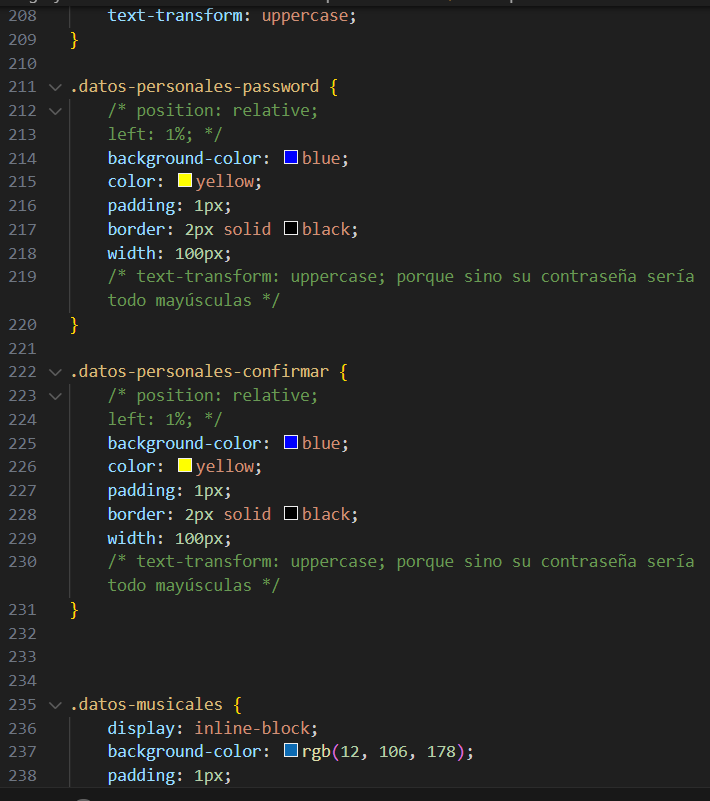 208 text-transform: uppercase;
209 }
210
211 .datos-personales-password {
212 /* position: relative;
213 left: 1%; */
214 background-color: blue;
215 color: yellow;
216 padding: 1px;
217 border: 2px solid black;
218 width: 100px;
219 /* text-transform: uppercase; porque sino su contraseña sería
todo mayúsculas */
220 }
221
222 .datos-personales-confirmar {
223 /* position: relative;
224 left: 1%; */
225 background-color: blue;
226 color: yellow;
227 padding: 1px;
228 border: 2px solid black;
229 width: 100px;
230 /* text-transform: uppercase; porque sino su contraseña sería
todo mayúsculas */
231 }
232
233
234
235 .datos-musicales {
236 display: inline-block;
237 background-color: rgb(12, 106, 178);
238 padding: 1px;